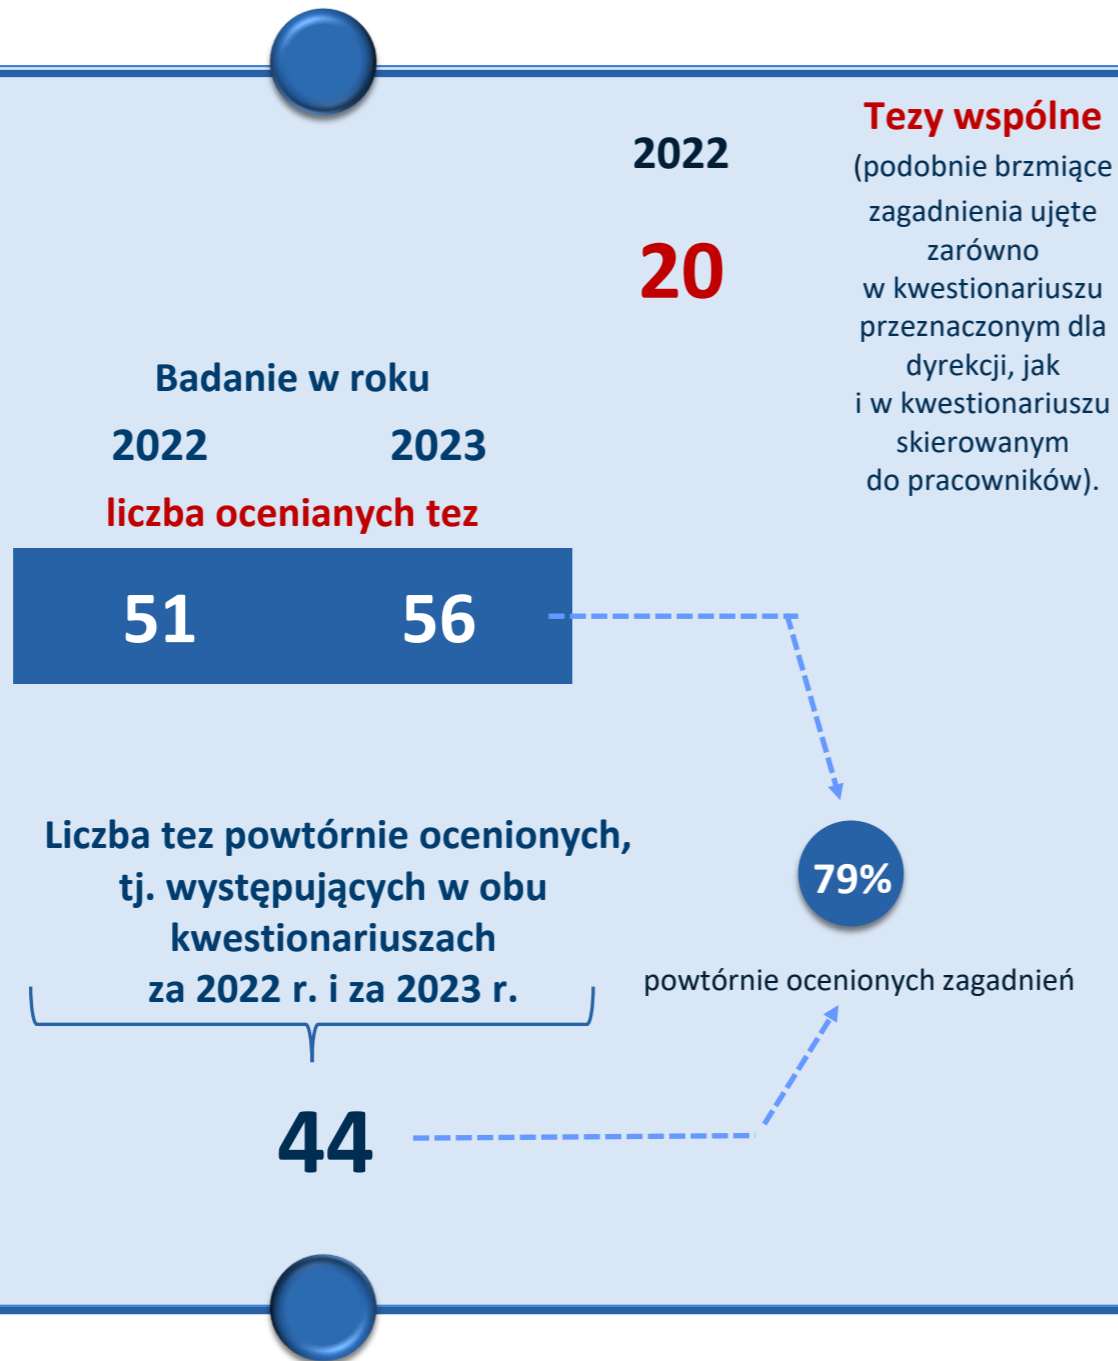 2022
20
Tezy wspólne
(podobnie brzmiące
zagadnienia ujęte
zarówno
w kwestionariuszu
przeznaczonym dla
dyrekcji, jak
i w kwestionariuszu
skierowanym
do pracowników).
Badanie w roku
2022 2023
liczba ocenianych tez
51 56
Liczba tez powtórnie ocenionych,
tj. występujących w obu
kwestionariuszach
za 2022 r. i za 2023 r.
44
79%
powtórnie ocenionych zagadnień